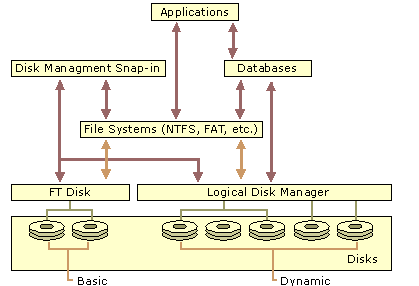 Applications
Disk Managment Snap-in
Databases
File Systems (NTFS, FAT, etc.)
FT Disk
Logical Disk Manager
Disks
Basic
Dynamic